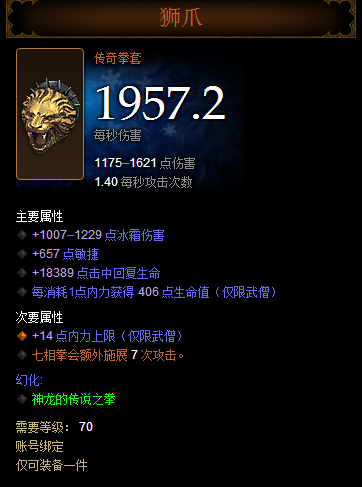 狮爪
传奇拳套
1957.2
每秒伤害
1175–1621 点伤害
1.40 每秒攻击次数
主要属性
+1007–1229 点冰霜伤害
+657 点敏捷
+18389 点击中回复生命
每消耗1点内力获得 406 点生命值（仅限武僧）
次要属性
+14 点内力上限（仅限武僧）
七相拳会额外施展 7 次攻击。
幻化:
神龙的传说之拳
需要等级： 70
账号绑定
仅可装备一件